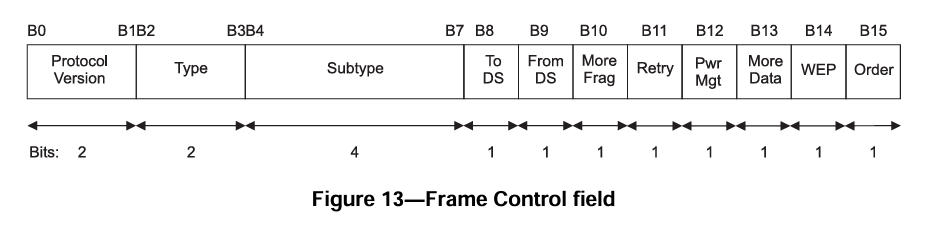 B0 B1B2 B3B4 B7 B8 B9 B10 B11 B12 B13 B14 B15
Protocol Version Type Subtype To DS From DS More Frag Retry Pwr Mgt More Data WEP Order
Bits: 2 2 4 1 1 1 1 1 1 1 1
Figure 13—Frame Control field